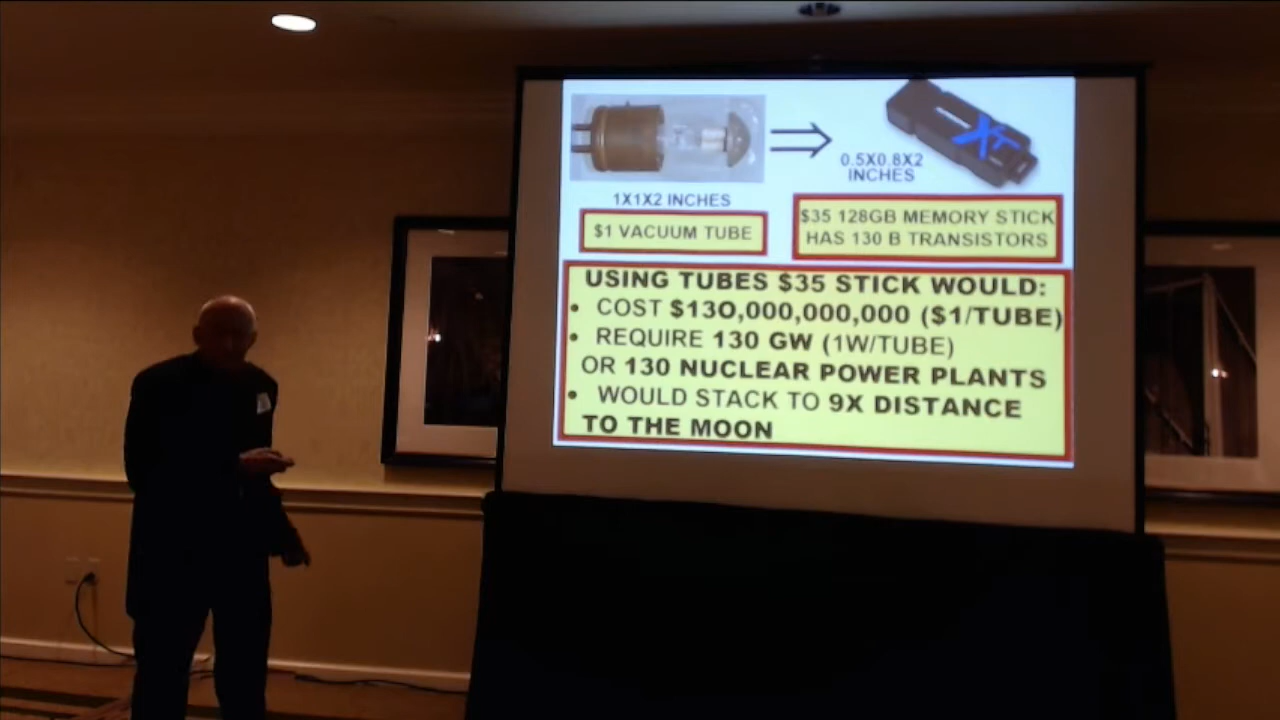 0.5X0.8X2
INCHES
1X1X2 INCHES
$1 VACUUM TUBE
$35 128GB MEMORY STICK
HAS 130 B TRANSISTORS
USING TUBES $35 STICK WOULD:
• COST $130,000,000,000 ($1/TUBE)
• REQUIRE 130 GW (1W/TUBE)
OR 130 NUCLEAR POWER PLANTS
• WOULD STACK TO 9X DISTANCE
TO THE MOON